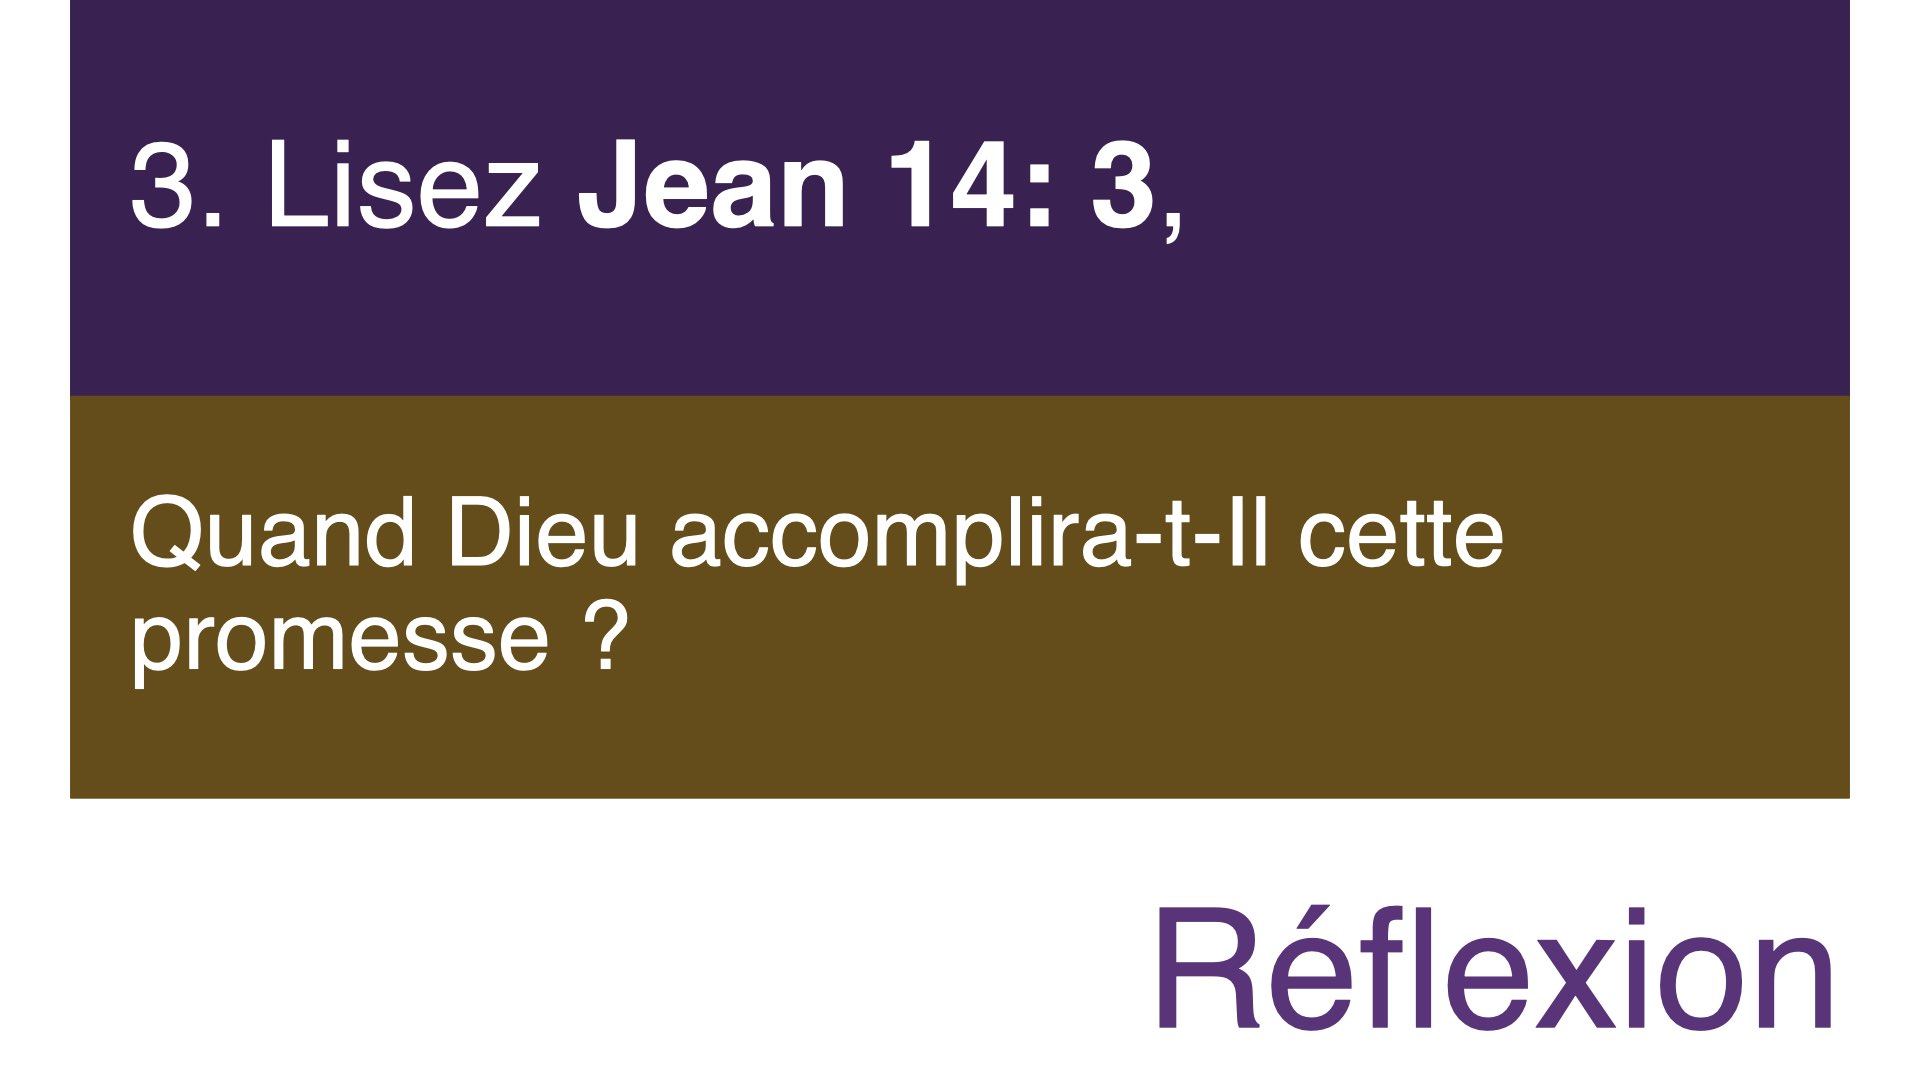 3. Lisez Jean 14: 3,
Quand Dieu accomplira-t-Il cette
promesse ?
Réflexion